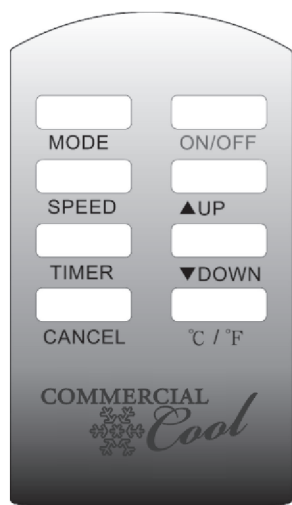 MODE ON/OFF
SPEED ▲UP
TIMER ▼DOWN
CANCEL °C / °F
COMMERCIAL
Cool